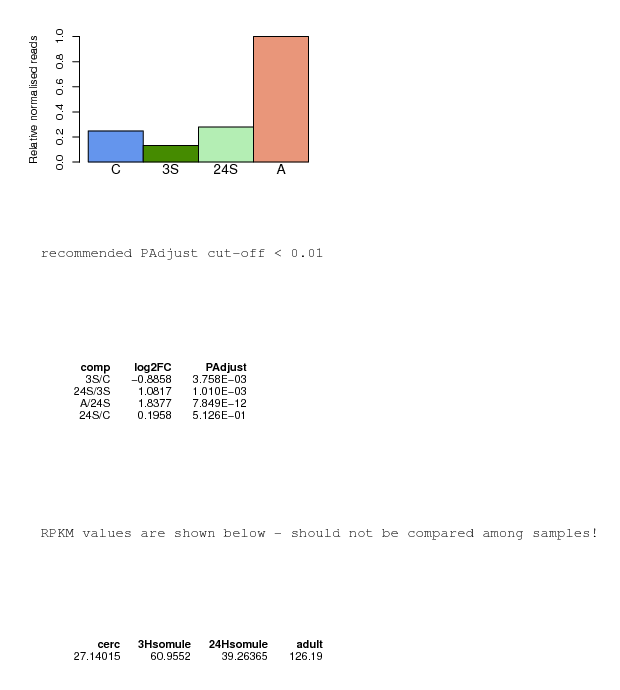 Relative normalised reads
1.0
0.8
0.6
0.4
0.2
0.0
C 3S 24S A
recommended PAdjust cut-off < 0.01
comp log2FC PAdjust
3S/C −0.8858 3.758E−03
24S/3S 1.0817 1.010E−03
A/24S 1.8377 7.849E−12
24S/C 0.1958 5.126E−01
RPKM values are shown below - should not be compared among samples!
cerc 3Hsomule 24Hsomule adult
27.14015 60.9552 39.26365 126.19